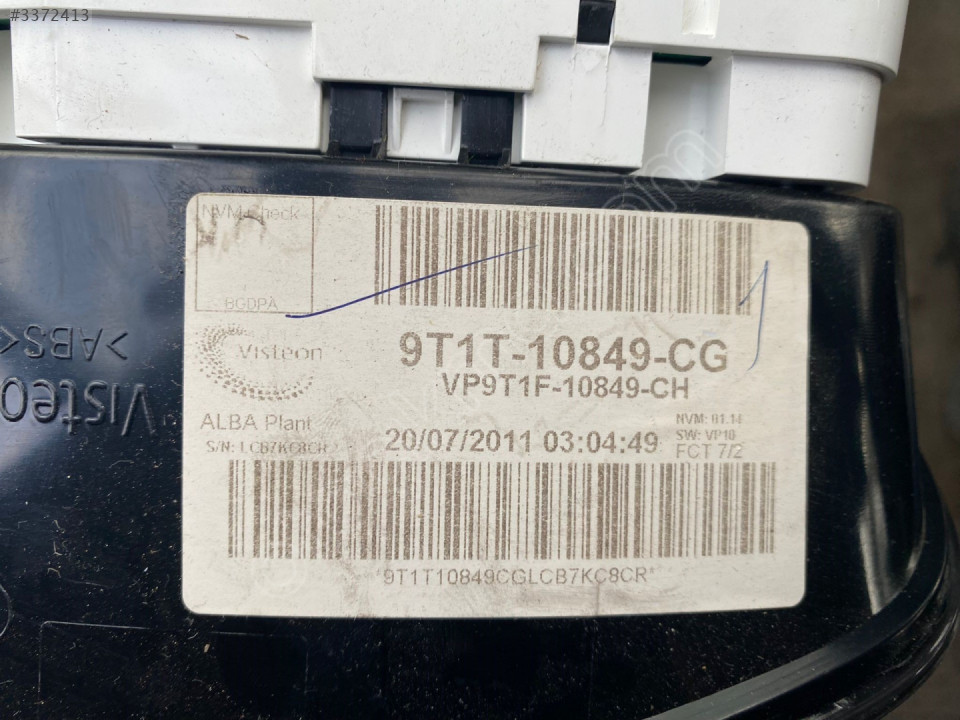 #3372413
NVM Check
BGDPA
Visteon
9T1T-10849-CG
VP9T1F-10849-CH
ALBA Plant
S/N: LCB7KC8CR
20/07/2011 03:04:49
NVM: 01.14
SW: VP10
FCT 7/2
*9T1T10849CGLCB7KC8CR*
>ABS<
Visteon